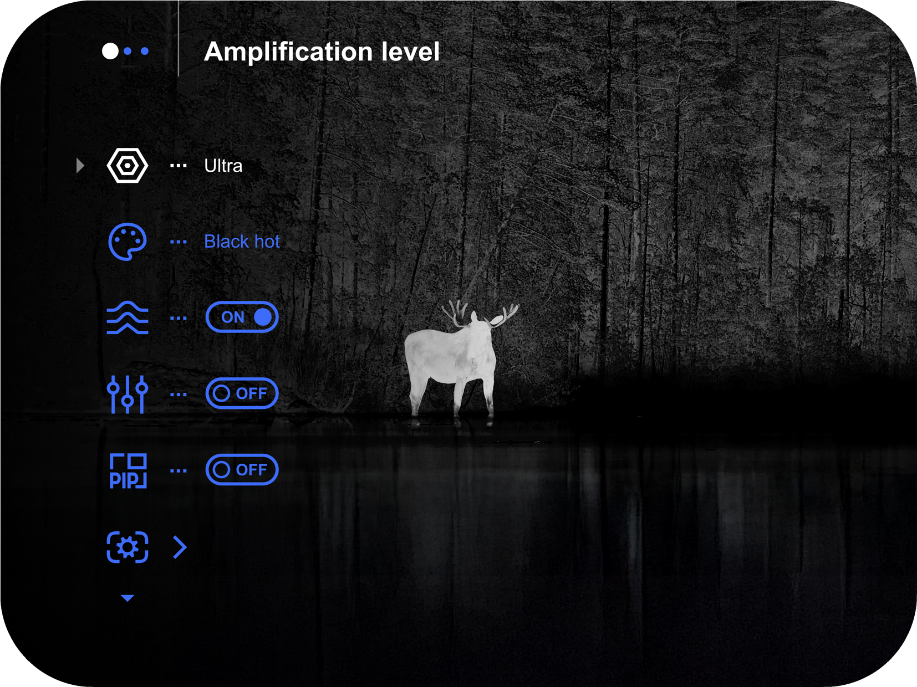 Amplification level
Ultra
Black hot
ON
OFF
PIP
OFF